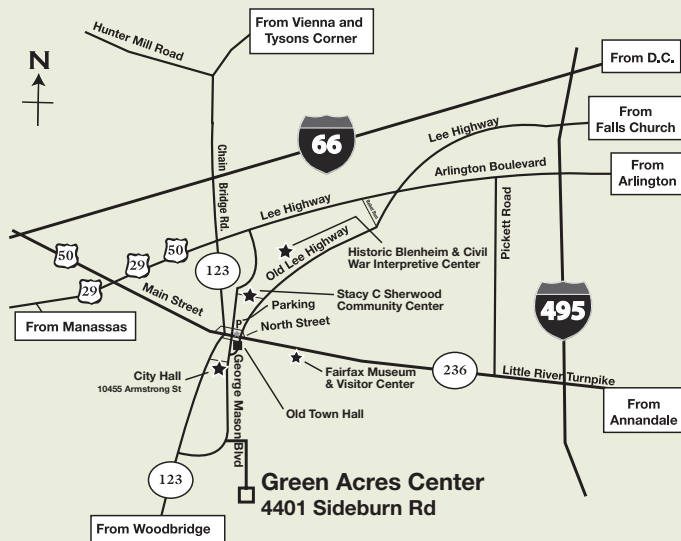 From Vienna and
Tysons Corner
Hunter Mill Road
N
From D.C.
66
From
Falls Church
Lee Highway
Chain
Bridge Rd.
Arlington Boulevard
From
Arlington
Lee Highway
Pickett Road
Old Lee Highway
50
29
50
29
123
Historic Blenheim & Civil
War Interpretive Center
Main Street
Stacy C Sherwood
Community Center
495
P
Parking
North Street
From Manassas
City Hall
10455 Armstrong St
Fairfax Museum
& Visitor Center
236
Little River Turnpike
George Mason Blvd
Old Town Hall
From
Annandale
123
Green Acres Center
4401 Sideburn Rd
From Woodbridge